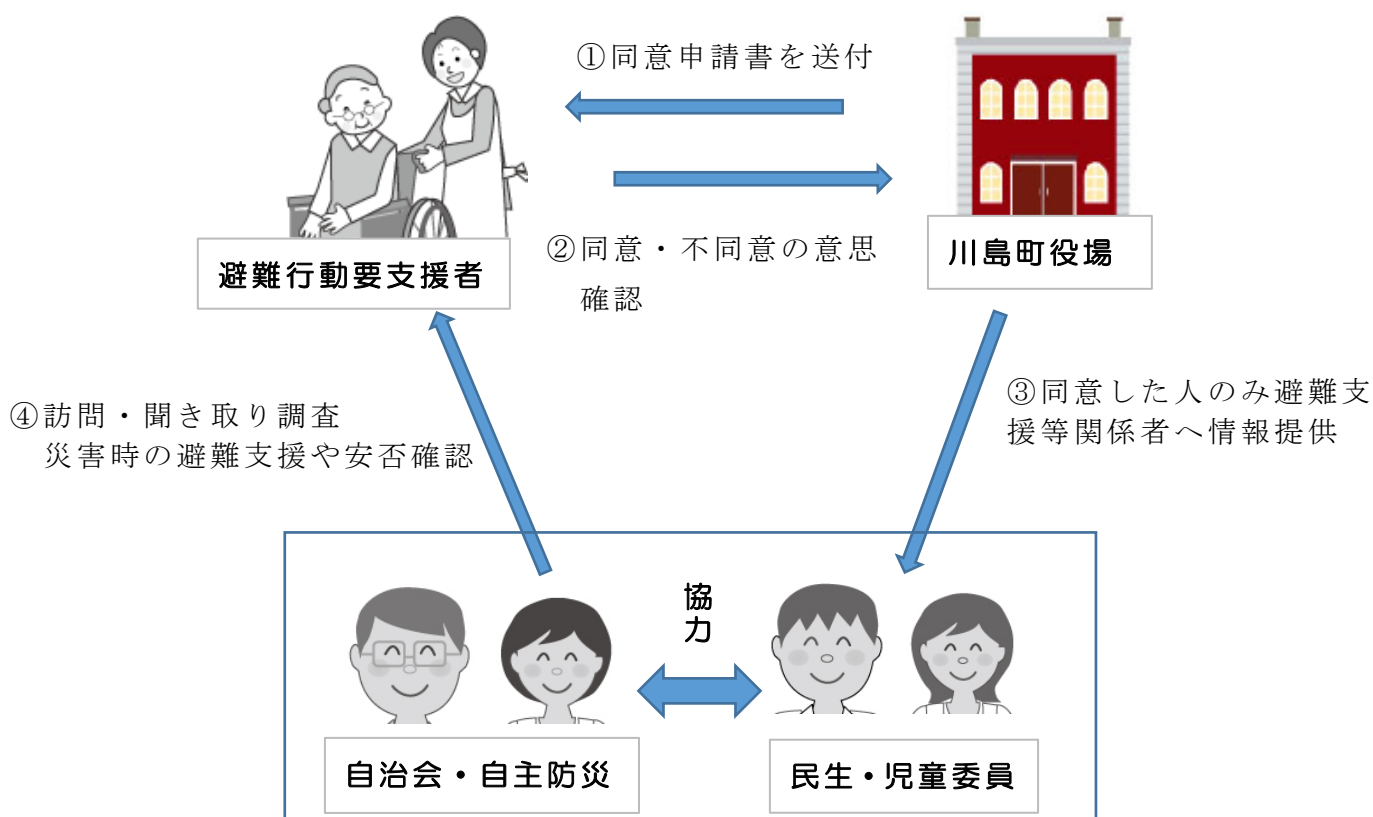 ①同意申請書を送付
②同意・不同意の意思
確認
避難行動要支援者
川島町役場
③同意した人のみ避難支
援等関係者へ情報提供
④訪問・聞き取り調査
災害時の避難支援や安否確認
協
力
自治会・自主防災
民生・児童委員